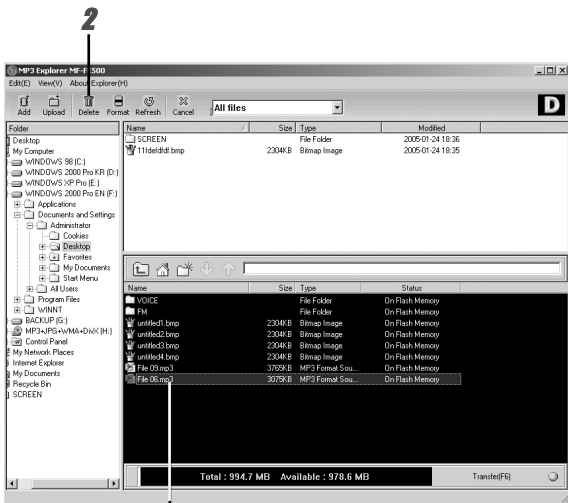 2
MP3 Explorer MF-FE500
Edit(E) View(V) About Explorer(H)
Add Upload Delete Format Refresh Cancel All files D
Folder
Desktop
My Computer
WINDOWS 98 (C:)
WINDOWS 2000 Pro KR (D:)
WINDOWS XP Pro (E:)
WINDOWS 2000 Pro EN (F:)
Applications
Documents and Settings
Administrator
Cookies
Desktop
Favorites
My Documents
Start Menu
All Users
Program Files
WINNT
BACKUP (G:)
MP3+JPG+WMA+DivX (H:)
Control Panel
My Network Places
Internet Explorer
My Documents
Recycle Bin
SCREEN
Name Size Type Modified
SCREEN File Folder 2005-01-24 18:36
11fdefdfdf.bmp 2304KB Bitmap Image 2005-01-24 18:35
Name Size Type Status
VOICE File Folder On Flash Memory
FM File Folder On Flash Memory
untitled1.bmp 2304KB Bitmap Image On Flash Memory
untitled2.bmp 2304KB Bitmap Image On Flash Memory
untitled3.bmp 2304KB Bitmap Image On Flash Memory
untitled4.bmp 2304KB Bitmap Image On Flash Memory
File 09.mp3 3765KB MP3 Format Sou... On Flash Memory
File 06.mp3 3075KB MP3 Format Sou... On Flash Memory
Total : 994.7 MB Available : 978.6 MB Transfer(F6)